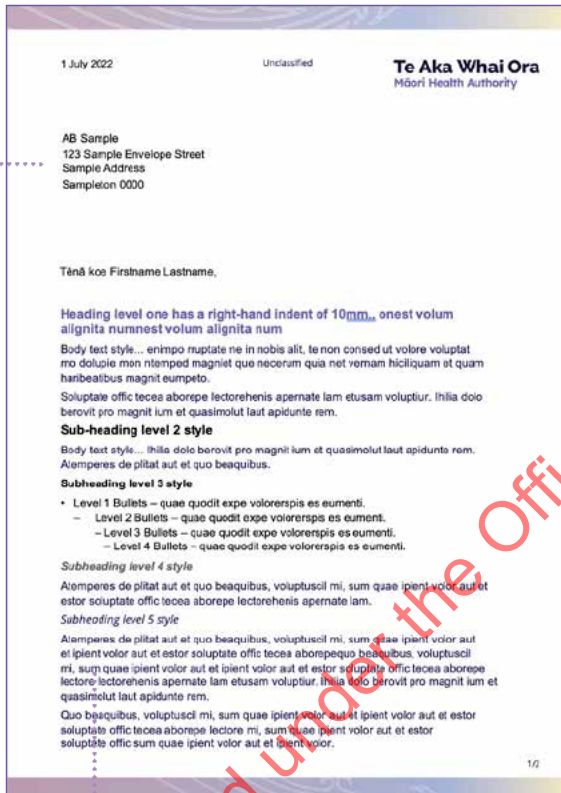 1 July 2022
Unclassified
Te Aka Whai Ora
Māori Health Authority
AB Sample
123 Sample Envelope Street
Sample Address
Sampleton 0000
Tēnā koe Firstname Lastname,
Heading level one has a right-hand indent of 10mm.. onest volum
alignita numnest volum alignita num
Body text style... enimpo rruptate ne in nobis alit, te non consed ut volore voluptat
mo dolupie mon ntemped magniet que necerum quia net vernam hiciliquam et quam
haribeatibus magnit eumpeto.
Soluptate offic tecea aborepe lectorehenis apernate lam etusam voluptiur. Ihilia dolo
berovit pro magnit ium et quasimolut laut apidunte rem.
Sub-heading level 2 style
Body text style... Ihilia dolo berovit pro magnit ium et quasimolut laut apidunte rem.
Atemperes de plitat aut et quo beaquibus.
Subheading level 3 style
• Level 1 Bullets – quae quodit expe volorerspis es eumenti.
– Level 2 Bullets – quae quodit expe volorerspis es eumenti.
– Level 3 Bullets – quae quodit expe volorerspis es eumenti.
– Level 4 Bullets – quae quodit expe volorerspis es eumenti.
Subheading level 4 style
Atemperes de plitat aut et quo beaquibus, voluptuscil mi, sum quae ipient volor aut et
estor soluptate offic tecea aborepe lectorehenis apernate lam.
Subheading level 5 style
Atemperes de plitat aut et quo beaquibus, voluptuscil mi, sum quae ipient volor aut
et ipient volor aut et estor soluptate offic tecea aborepequo beaquibus, voluptuscil
mi, sum quae ipient volor aut et ipient volor aut et estor soluptate offic tecea aborepe
lectore lectorehenis apernate lam etusam voluptiur. Ihilia dolo berovit pro magnit ium et
quasimolut laut apidunte rem.
Quo beaquibus, voluptuscil mi, sum quae ipient volor aut et ipient volor aut et estor
soluptate offic tecea aborepe lectore mi, sum quae ipient volor aut et estor
soluptate offic sum quae ipient volor aut et ipient volor.
1/2
d under the Offi